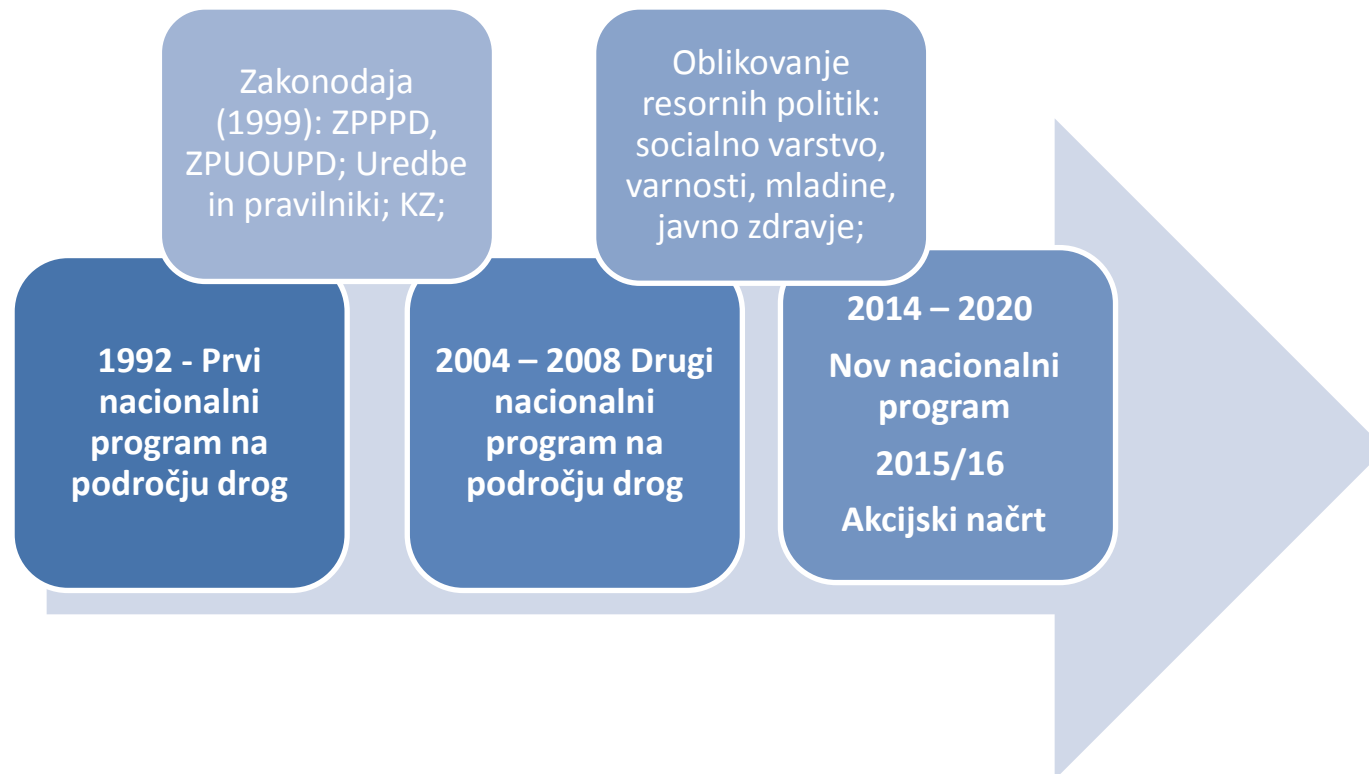 Zakonodaja
(1999): ZPPPD,
ZPUOUPD; Uredbe
in pravilniki; KZ;
Oblikovanje
resornih politik:
socialno varstvo,
varnosti, mladine,
javno zdravje;
1992 - Prvi
nacionalni
program na
področju drog
2004 – 2008 Drugi
nacionalni
program na
področju drog
2014 – 2020
Nov nacionalni
program
2015/16
Akcijski načrt